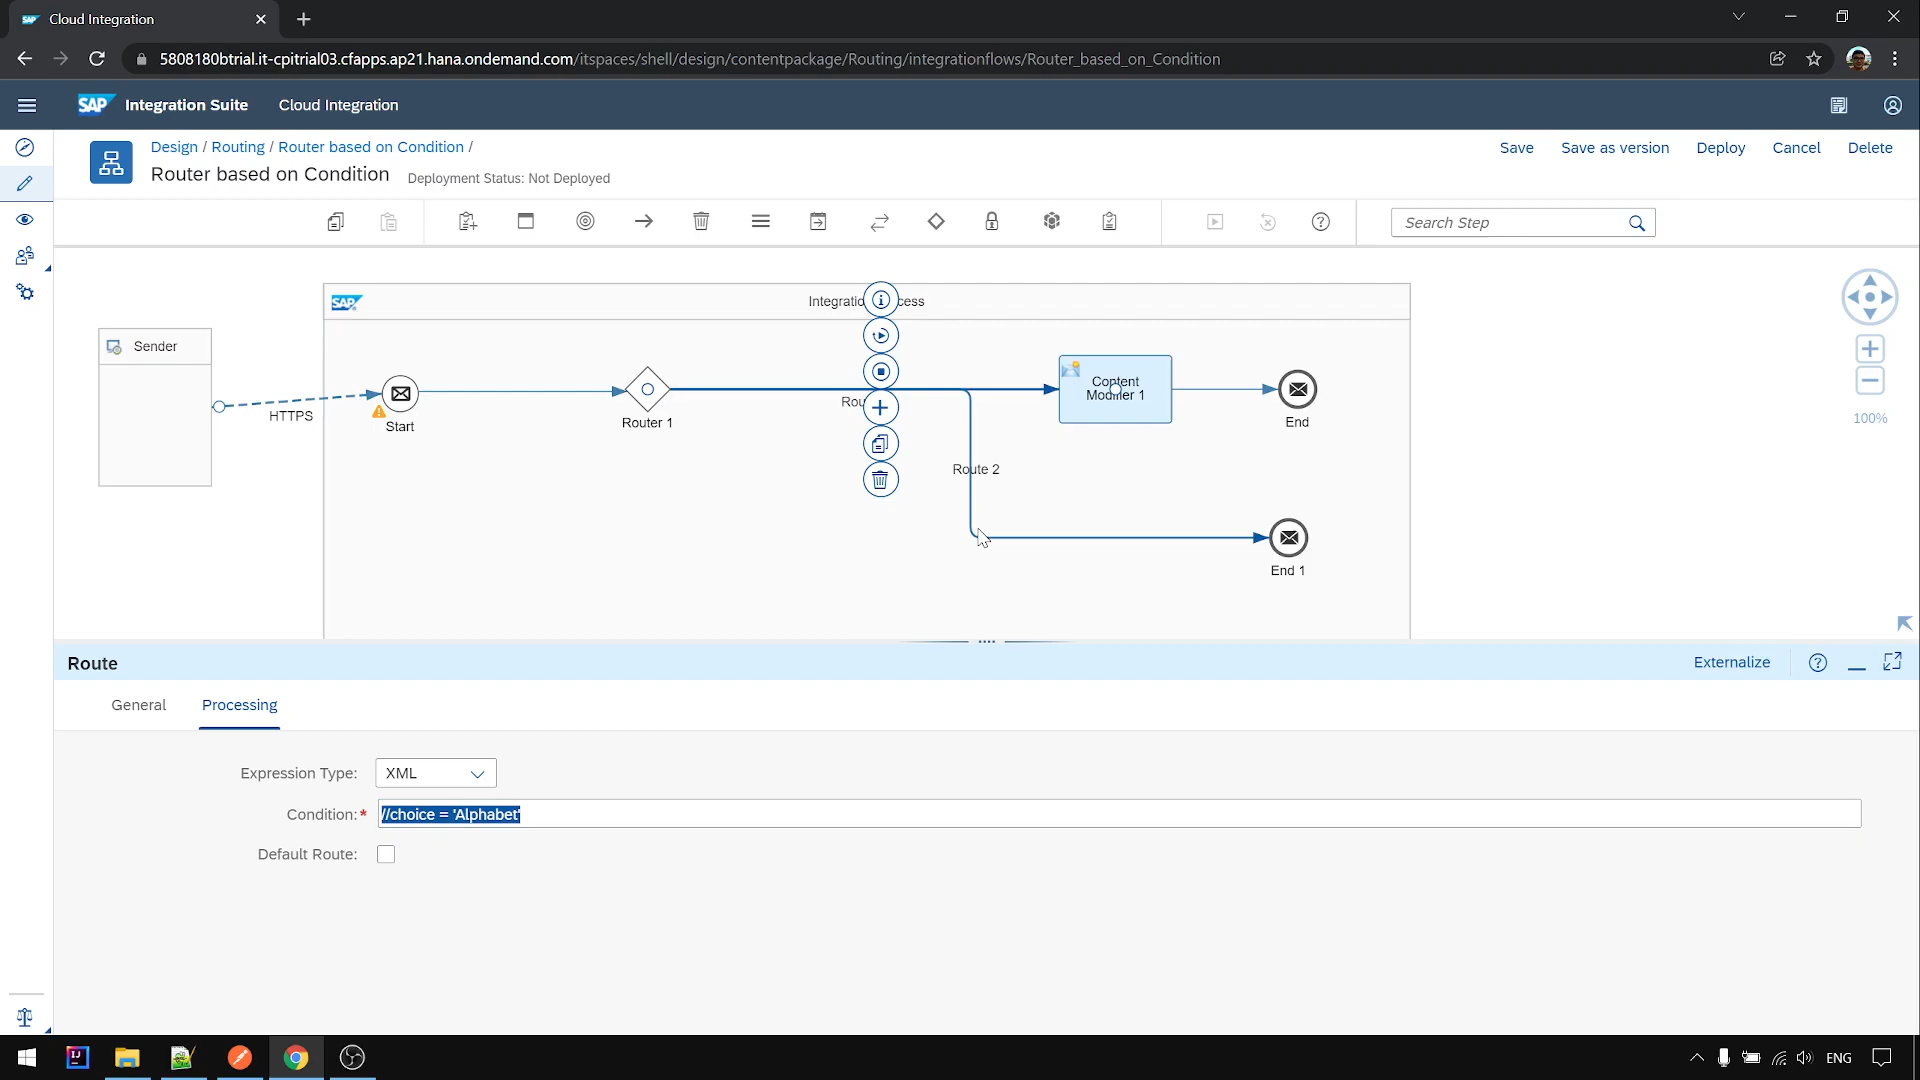 SAP Cloud Integration
5808180btrial.it-cpitrial03.cfapps.ap21.hana.ondemand.com/itspaces/shell/design/contentpackage/Routing/integrationflows/Router_based_on_Condition
SAP Integration Suite Cloud Integration
Design / Routing / Router based on Condition /
Router based on Condition Deployment Status: Not Deployed
Save Save as version Deploy Cancel Delete
Search Step
SAP
Sender
HTTPS
Start
Router 1
Content
Modifier 1
End
Route 2
End 1
100%
Route
Externalize
General Processing
Expression Type: XML
Condition:* //choice = 'Alphabet'
Default Route:
IJ
ENG